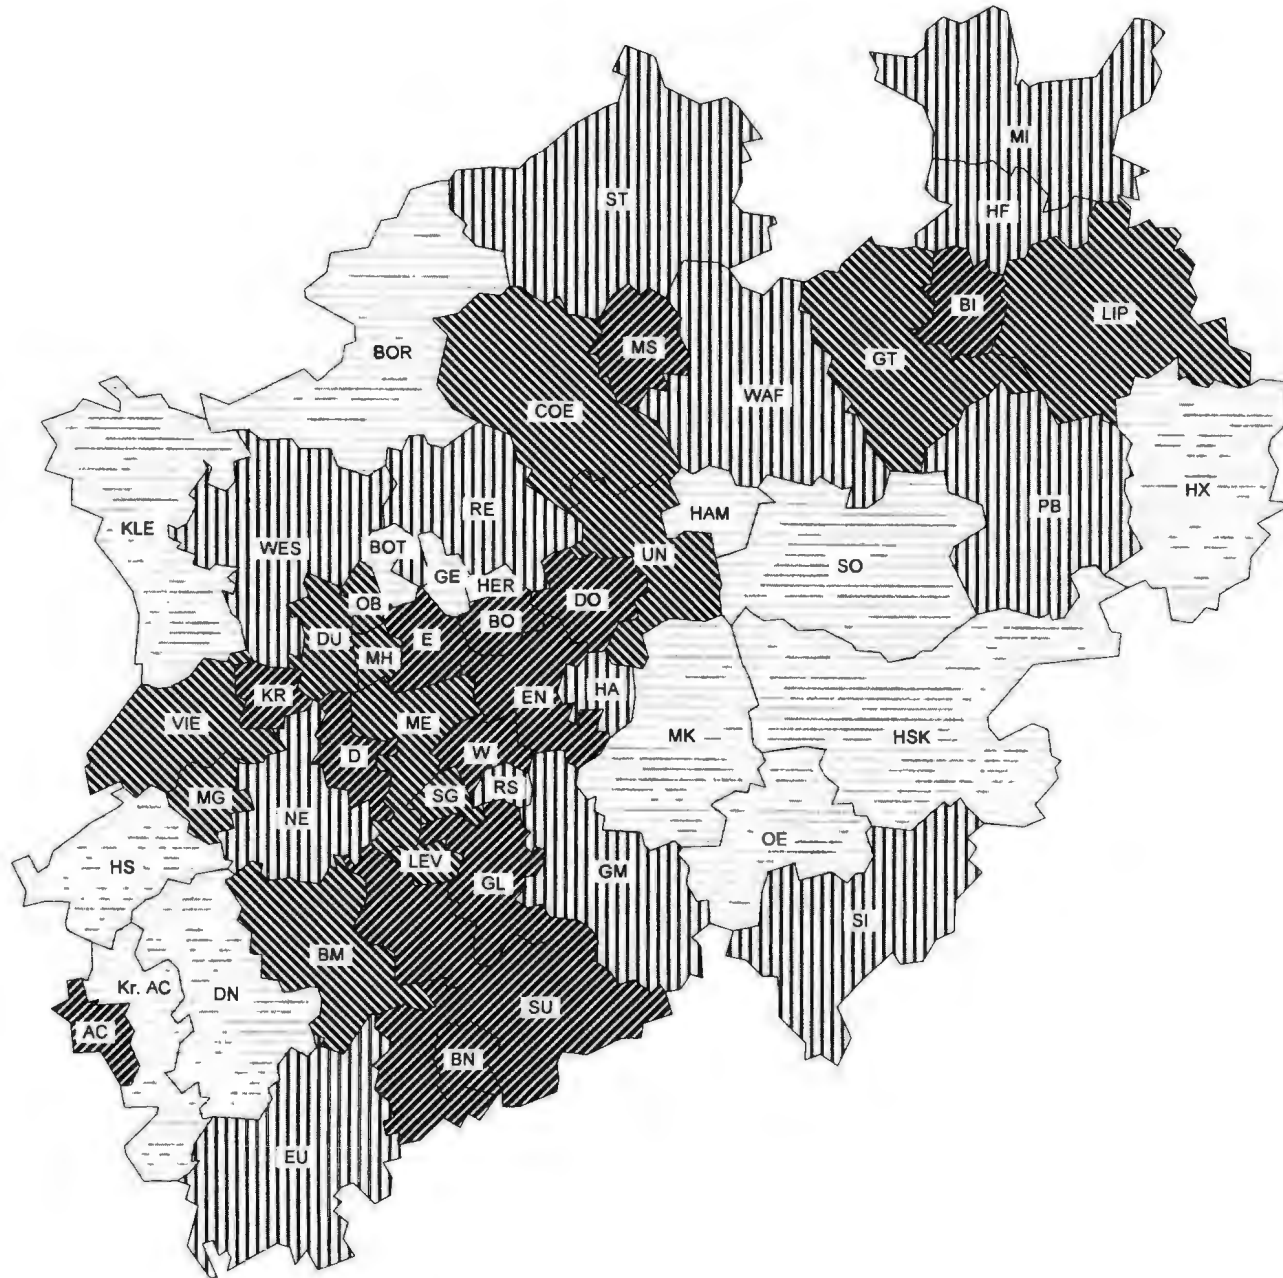 MI
ST
HF
BI
LIP
MS
BOR
GT
WAF
COE
HX
RE
HAM
PB
KLE
WES
BOT
UN
SO
GE
HER
OB
DO
BO
DU
E
MH
HA
KR
EN
VIE
ME
MK
HSK
D
W
RS
MG
SG
NE
OE
LEV
HS
GL
GM
SI
BM
Kr. AC
DN
SU
AC
BN
EU